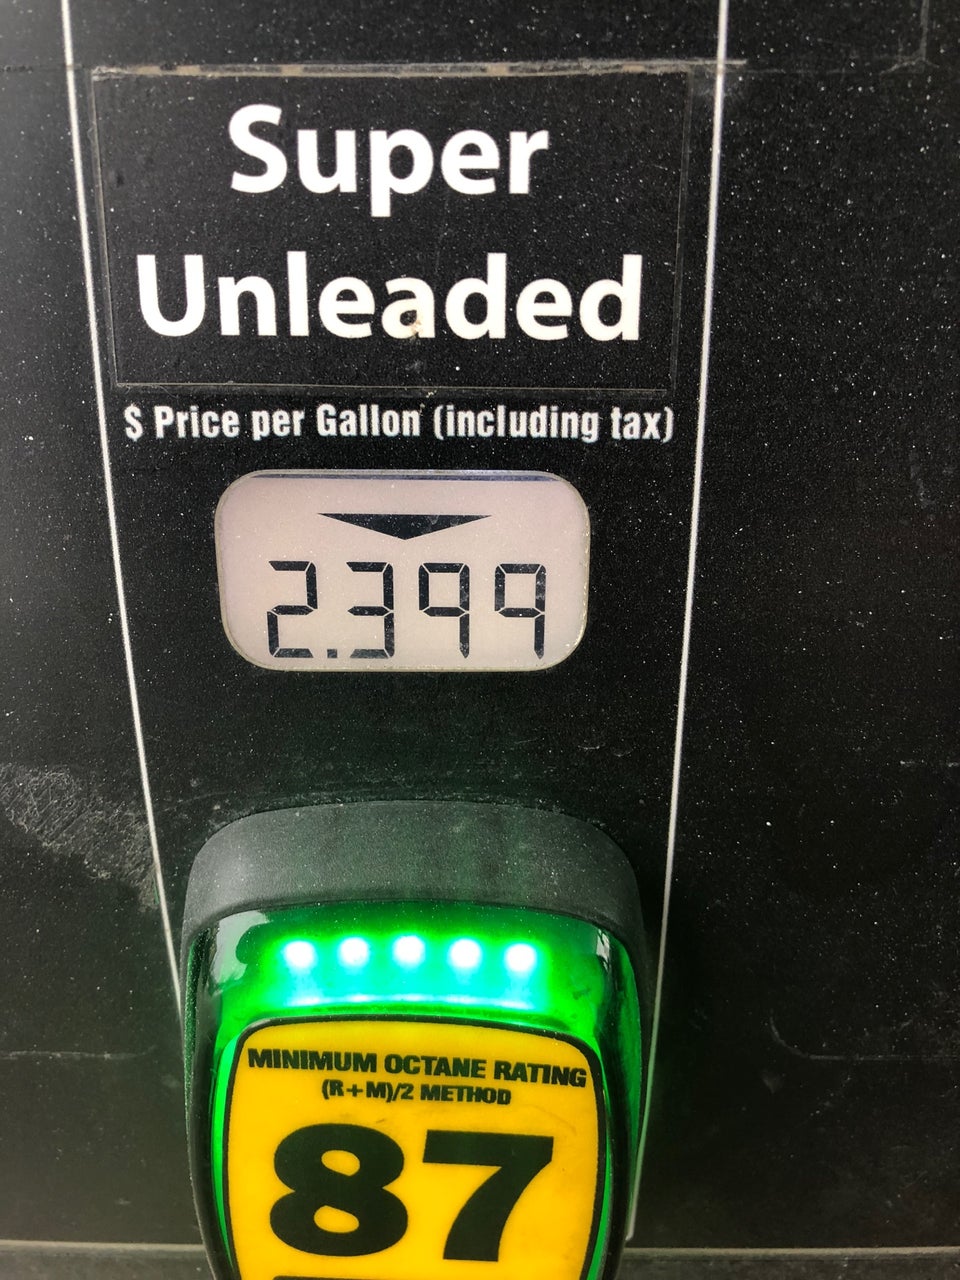 Super
Unleaded
$ Price per Gallon (including tax)
2.399
MINIMUM OCTANE RATING
(R+M)/2 METHOD
87